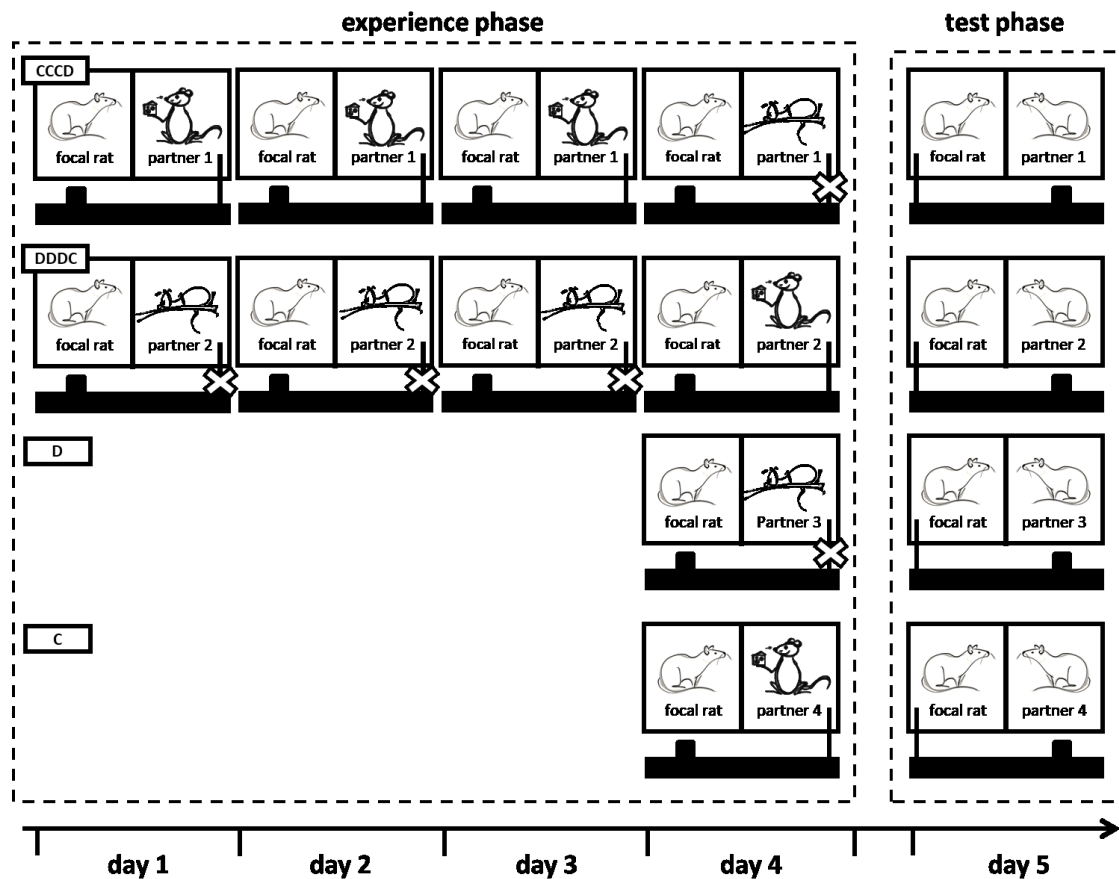 experience phase
test phase
CCCD
focal rat partner 1 focal rat partner 1 focal rat partner 1 focal rat partner 1 focal rat partner 1
DDDC
focal rat partner 2 focal rat partner 2 focal rat partner 2 focal rat partner 2 focal rat partner 2
D
focal rat Partner 3 focal rat partner 3
C
focal rat partner 4 focal rat partner 4
day 1 day 2 day 3 day 4 day 5